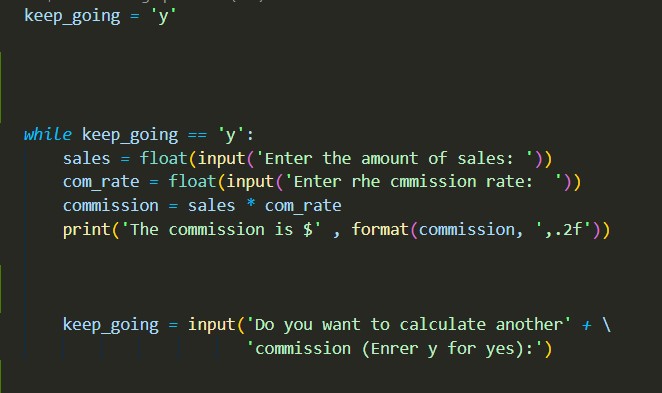 keep_going = 'y'
while keep_going == 'y':
sales = float(input('Enter the amount of sales: '))
com_rate = float(input('Enter rhe cmmission rate:  '))
commission = sales * com_rate
print('The commission is $' , format(commission, ',.2f'))
keep_going = input('Do you want to calculate another' + \
'commission (Enrer y for yes):')